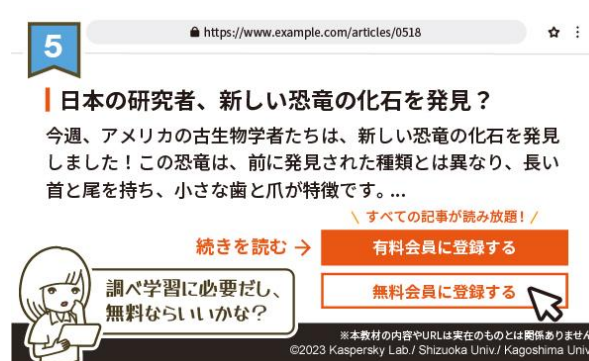 5
https://www.example.com/articles/0518
日本の研究者、新しい恐竜の化石を発見？
今週、アメリカの古生物学者たちは、新しい恐竜の化石を発見
しました！この恐竜は、前に発見された種類とは異なり、長い
首と尾を持ち、小さな歯と爪が特徴です。...
\ すべての記事が読み放題！ /
続きを読む → 有料会員に登録する
無料会員に登録する
調べ学習に必要だし、
無料ならいいかな？
※本教材の内容やURLは実在のものとは関係ありません
©2023 Kaspersky Lab./ Shizuoka Univ./ Kagoshima Univ